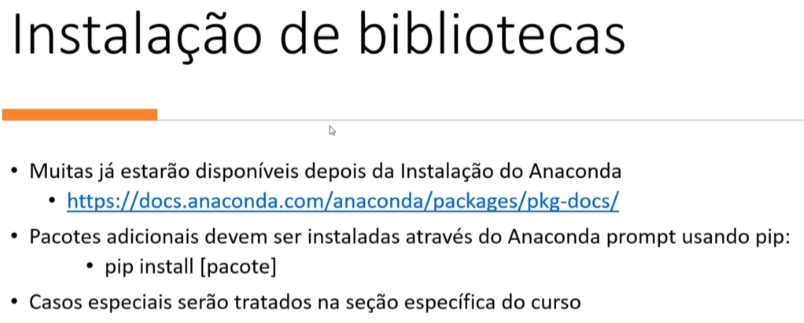 Instalação de bibliotecas
• Muitas já estarão disponíveis depois da Instalação do Anaconda
• https://docs.anaconda.com/anaconda/packages/pkg-docs/
• Pacotes adicionais devem ser instaladas através do Anaconda prompt usando pip:
• pip install [pacote]
• Casos especiais serão tratados na seção específica do curso